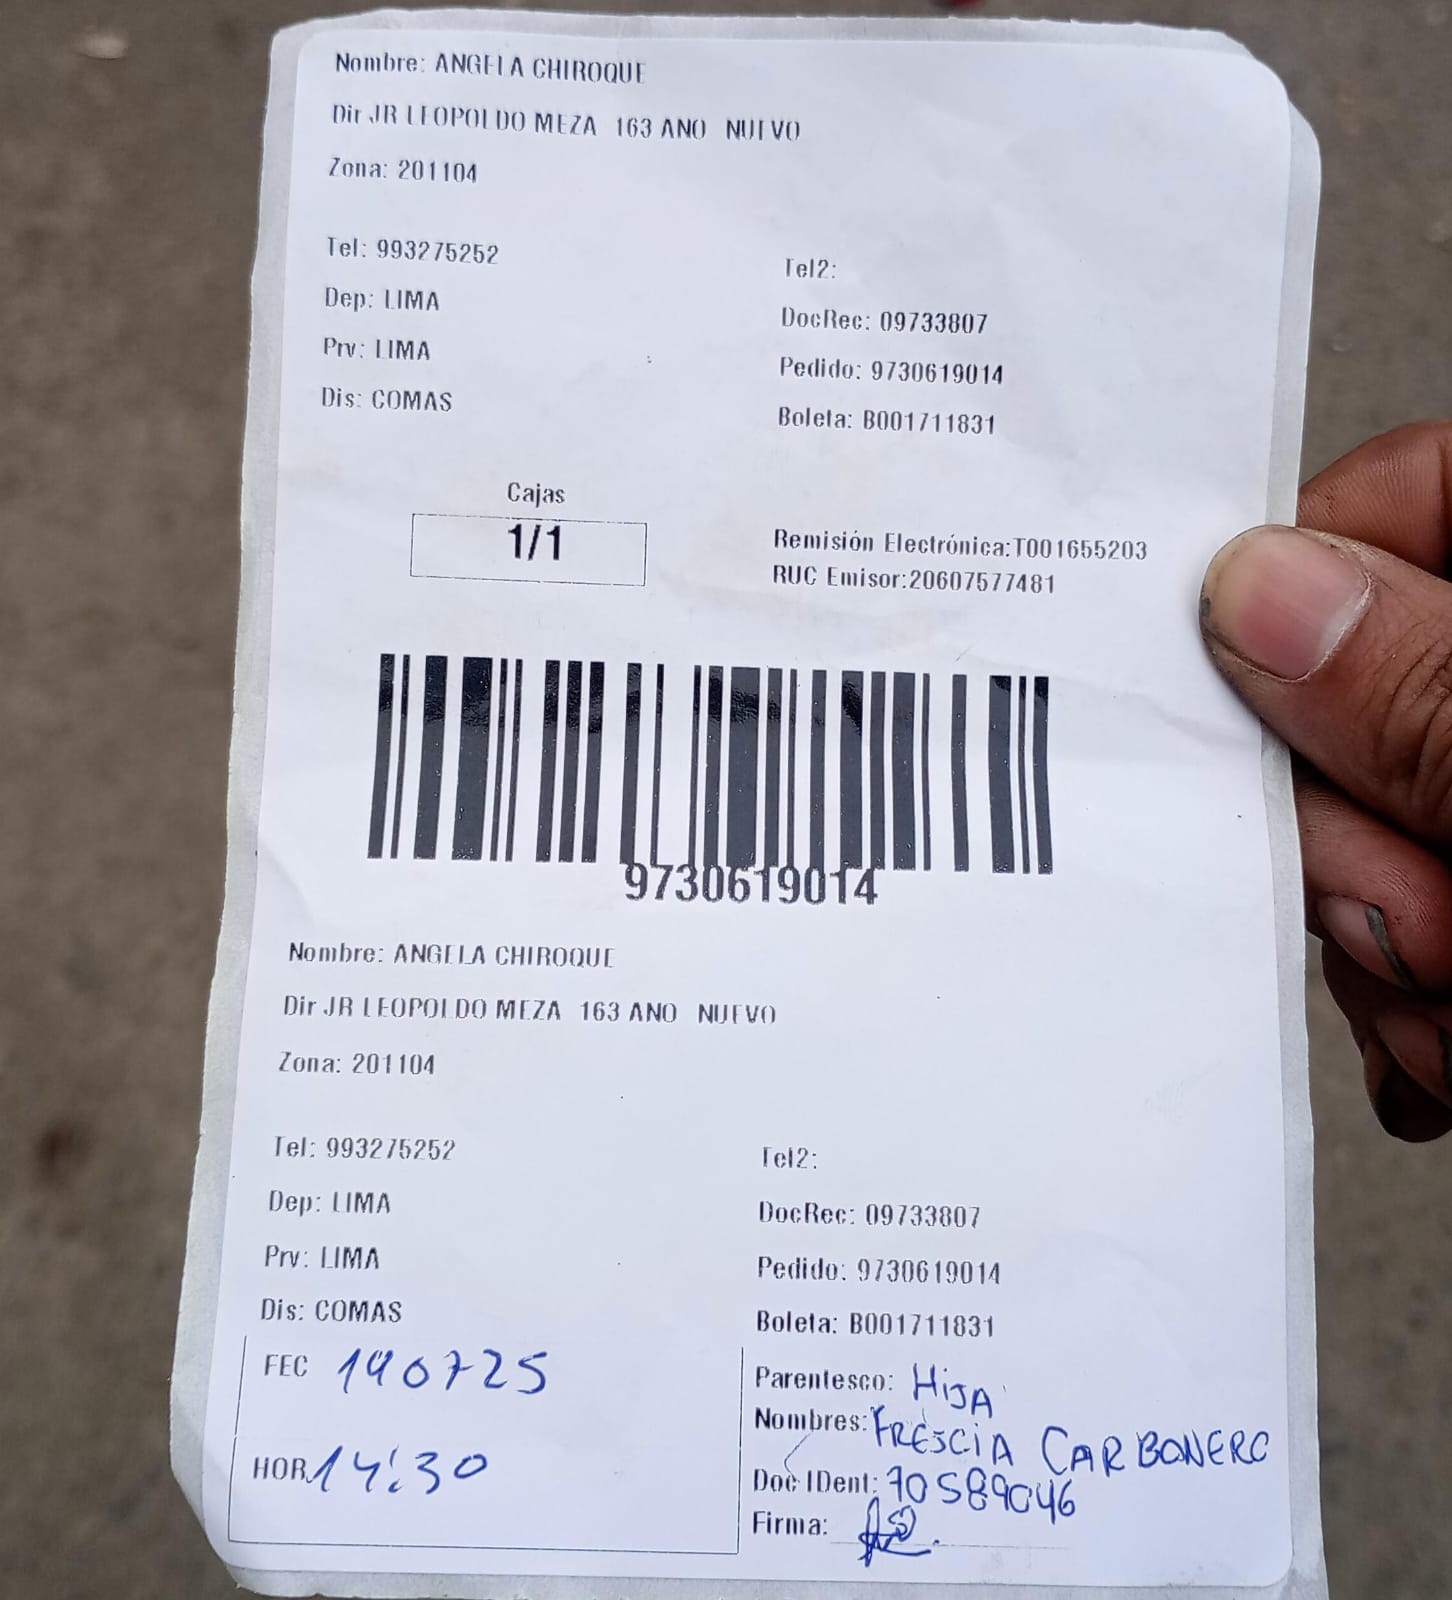 Nombre: ANGELA CHIROQUE
Dir JR LEOPOLDO MEZA 163 ANO NUEVO
Zona: 201104
Tel: 993275252
Tel2:
Dep: LIMA
DocRec: 09733807
Prv: LIMA
Pedido: 9730619014
Dis: COMAS
Boleta: B001711831
Cajas
1/1
Remisión Electrónica:T001655203
RUC Emisor:20607577481
9730619014
Nombre: ANGELA CHIROQUE
Dir JR LEOPOLDO MEZA 163 ANO NUEVO
Zona: 201104
Tel: 993275252
Tel2:
Dep: LIMA
DocRec: 09733807
Prv: LIMA
Pedido: 9730619014
Dis: COMAS
Boleta: B001711831
FEC 190725
Parentesco: HIJA
Nombres: FRESCIA CARBONERO
HOR 14:30
Doc IDent: 70589046
Firma: